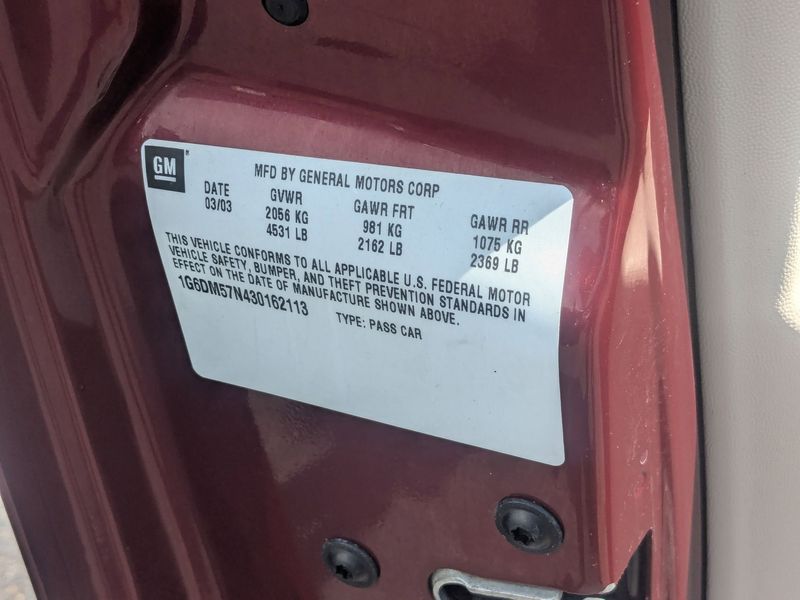 GM
MFD BY GENERAL MOTORS CORP
DATE GVWR GAWR FRT GAWR RR
03/03 2056 KG 981 KG 1075 KG
4531 LB 2162 LB 2369 LB
THIS VEHICLE CONFORMS TO ALL APPLICABLE U.S. FEDERAL MOTOR
VEHICLE SAFETY, BUMPER, AND THEFT PREVENTION STANDARDS IN
EFFECT ON THE DATE OF MANUFACTURE SHOWN ABOVE.
1G6DM57N430162113 TYPE: PASS CAR